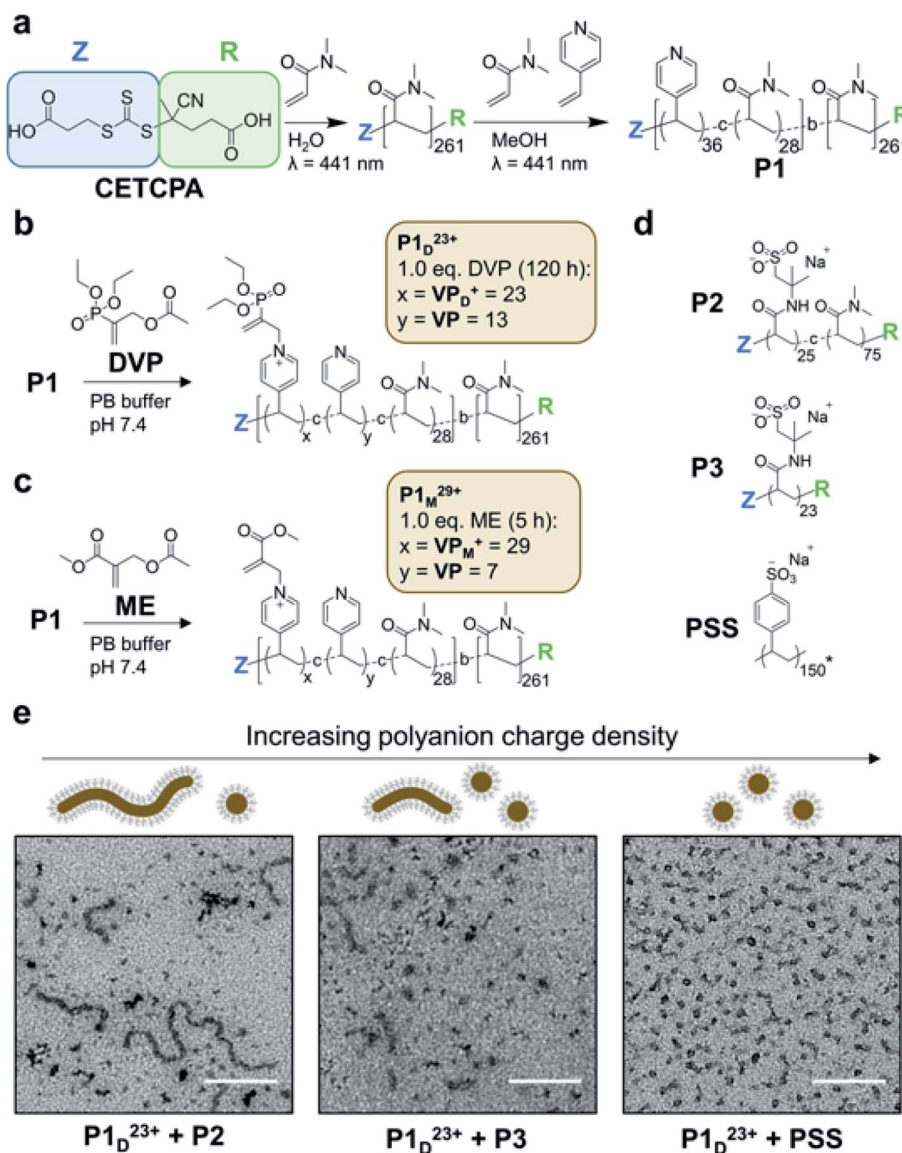 a
Z R
HO O S S S CN O OH
CETCPA
O N
H₂O
λ = 441 nm
O N
Z R
261
O N N
MeOH
λ = 441 nm
N O N O N
Z c b R
36 28 261
P1
b
P1
O O P O O O
DVP
PB buffer
pH 7.4
O O P O
N+ N O N O N
Z c c b R
x y 28 261
P1D²³⁺
1.0 eq. DVP (120 h):
x = VPD⁺ = 23
y = VP = 13
c
P1
O O O O
ME
PB buffer
pH 7.4
O O
N+ N O N O N
Z c c b R
x y 28 261
P1M²⁹⁺
1.0 eq. ME (5 h):
x = VPM⁺ = 29
y = VP = 7
d
P2
O O ⁻O S Na⁺
O NH O N
Z c R
25 75
P3
O O ⁻O S Na⁺
O NH
Z R
23
PSS
Na⁺
⁻SO₃
150*
e
Increasing polyanion charge density
P1D²³⁺ + P2 P1D²³⁺ + P3 P1D²³⁺ + PSS